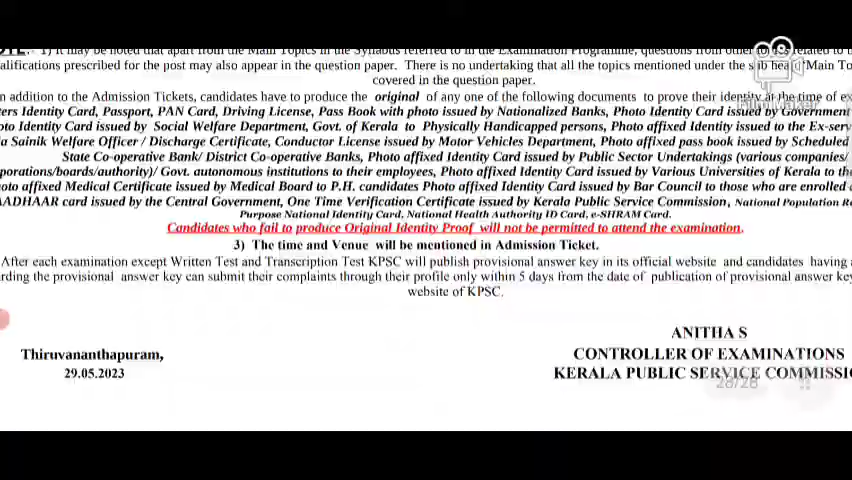 1) It may be noted that apart from the Main Topics in the Syllabus referred to in the Examination Programme, questions from other topics related to
alifications prescribed for the post may also appear in the question paper. There is no undertaking that all the topics mentioned under the sub head Main To
covered in the question paper.
n addition to the Admission Tickets, candidates have to produce the original of any one of the following documents to prove their identity at the time of ex
ters Identity Card, Passport, PAN Card, Driving License, Pass Book with photo issued by Nationalized Banks, Photo Identity Card issued by Government
oto Identity Card issued by Social Welfare Department, Govt. of Kerala to Physically Handicapped persons, Photo affixed Identity issued to the Ex-serv
a Sainik Welfare Officer / Discharge Certificate, Conductor License issued by Motor Vehicles Department, Photo affixed pass book issued by Scheduled
State Co-operative Bank/ District Co-operative Banks, Photo affixed Identity Card issued by Public Sector Undertakings (various companies/
rporations/boards/authority)/ Govt. autonomous institutions to their employees, Photo affixed Identity Card issued by Various Universities of Kerala to the
oto affixed Medical Certificate issued by Medical Board to P.H. candidates Photo affixed Identity Card issued by Bar Council to those who are enrolled a
AADHAAR card issued by the Central Government, One Time Verification Certificate issued by Kerala Public Service Commission, National Population Re
Purpose National Identity Card, National Health Authority ID Card, e-SHRAM Card.
Candidates who fail to produce Original Identity Proof will not be permitted to attend the examination.
3) The time and Venue will be mentioned in Admission Ticket.
After each examination except Written Test and Transcription Test KPSC will publish provisional answer key in its official website and candidates having a
rding the provisional answer key can submit their complaints through their profile only within 5 days from the date of publication of provisional answer key
website of KPSC.
ANITHA S
Thiruvananthapuram,
CONTROLLER OF EXAMINATIONS
29.05.2023
KERALA PUBLIC SERVICE COMMISSIO
28/28